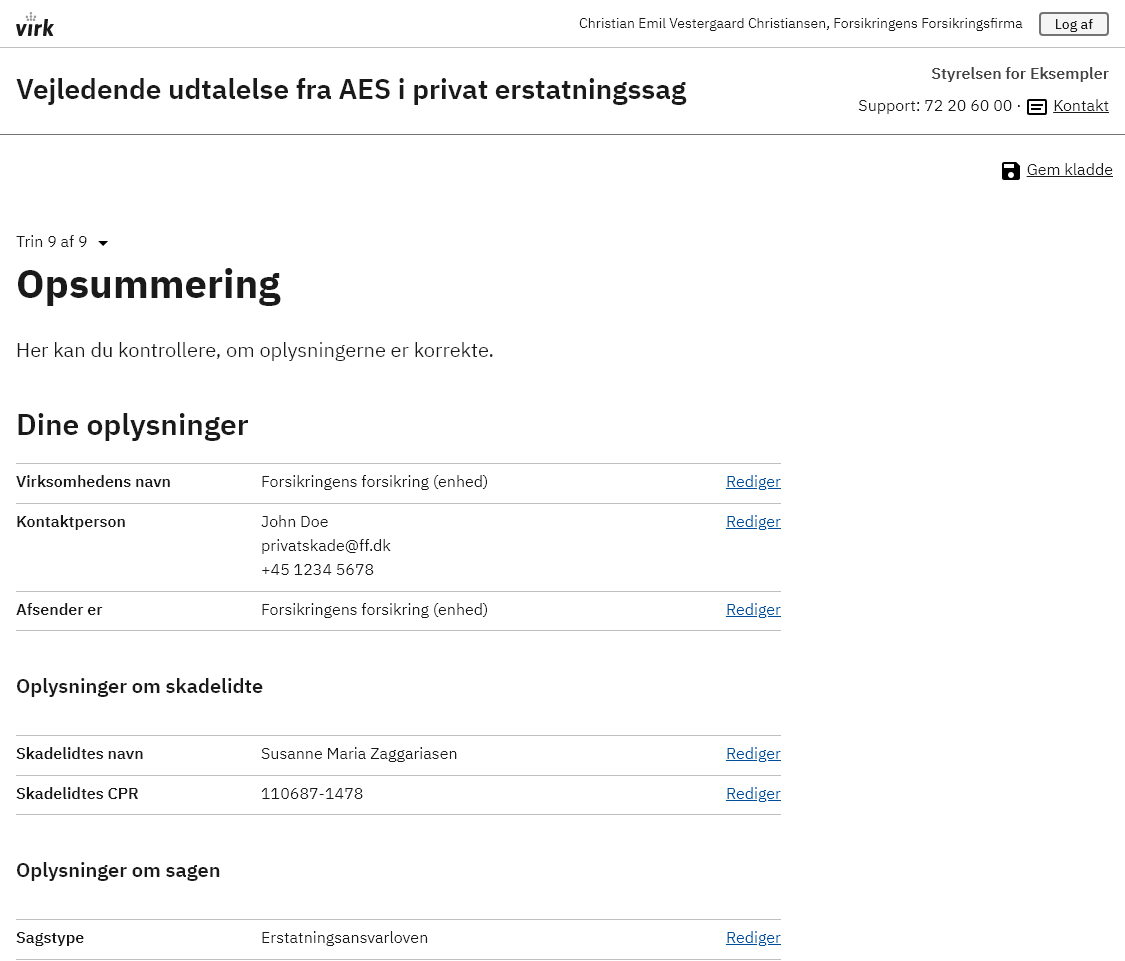 virk
Christian Emil Vestergaard Christiansen, Forsikringens Forsikringsfirma
Log af
Vejledende udtalelse fra AES i privat erstatningssag
Styrelsen for Eksempler
Support: 72 20 60 00 · Kontakt
Gem kladde
Trin 9 af 9
Opsummering
Her kan du kontrollere, om oplysningerne er korrekte.
Dine oplysninger
Virksomhedens navn Forsikringens forsikring (enhed) Rediger
Kontaktperson John Doe Rediger
privatskade@ff.dk
+45 1234 5678
Afsender er Forsikringens forsikring (enhed) Rediger
Oplysninger om skadelidte
Skadelidtes navn Susanne Maria Zaggariasen Rediger
Skadelidtes CPR 110687-1478 Rediger
Oplysninger om sagen
Sagstype Erstatningsansvarloven Rediger